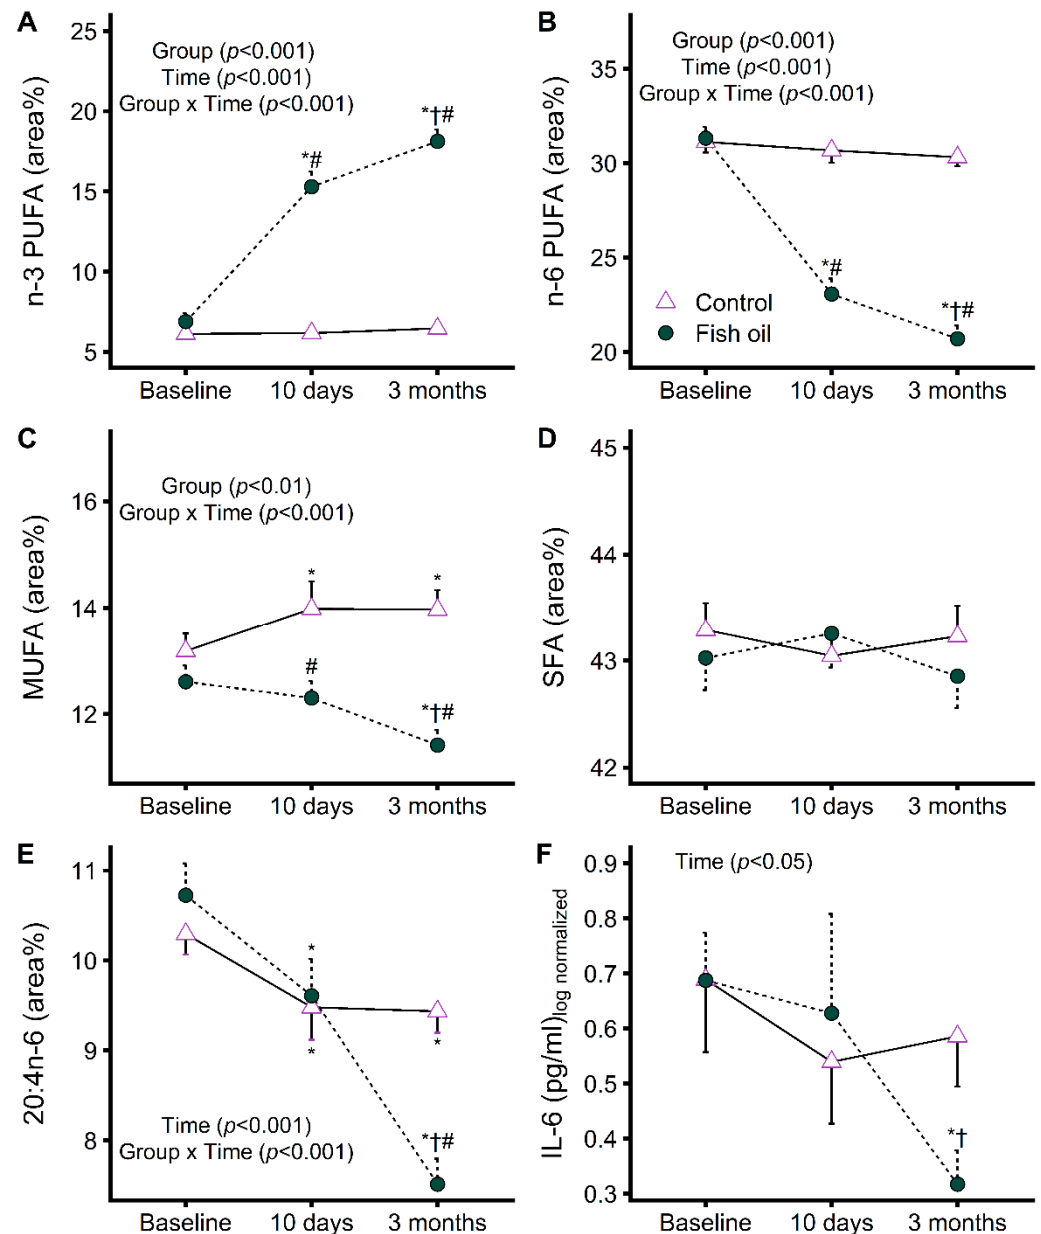 A
n-3 PUFA (area%)
25
20
15
10
5
Group (p<0.001)
Time (p<0.001)
Group x Time (p<0.001)
*#
*†#
Baseline 10 days 3 months
B
n-6 PUFA (area%)
35
30
25
20
Group (p<0.001)
Time (p<0.001)
Group x Time (p<0.001)
*#
*†#
Control
Fish oil
Baseline 10 days 3 months
C
MUFA (area%)
16
14
12
Group (p<0.01)
Group x Time (p<0.001)
* *
#
*†#
Baseline 10 days 3 months
D
SFA (area%)
45
44
43
42
Baseline 10 days 3 months
E
20:4n-6 (area%)
11
10
9
8
*
* *
Time (p<0.001)
Group x Time (p<0.001)
*†#
Baseline 10 days 3 months
F
IL-6 (pg/ml)log normalized
0.9
0.8
0.7
0.6
0.5
0.4
0.3
Time (p<0.05)
*†
Baseline 10 days 3 months